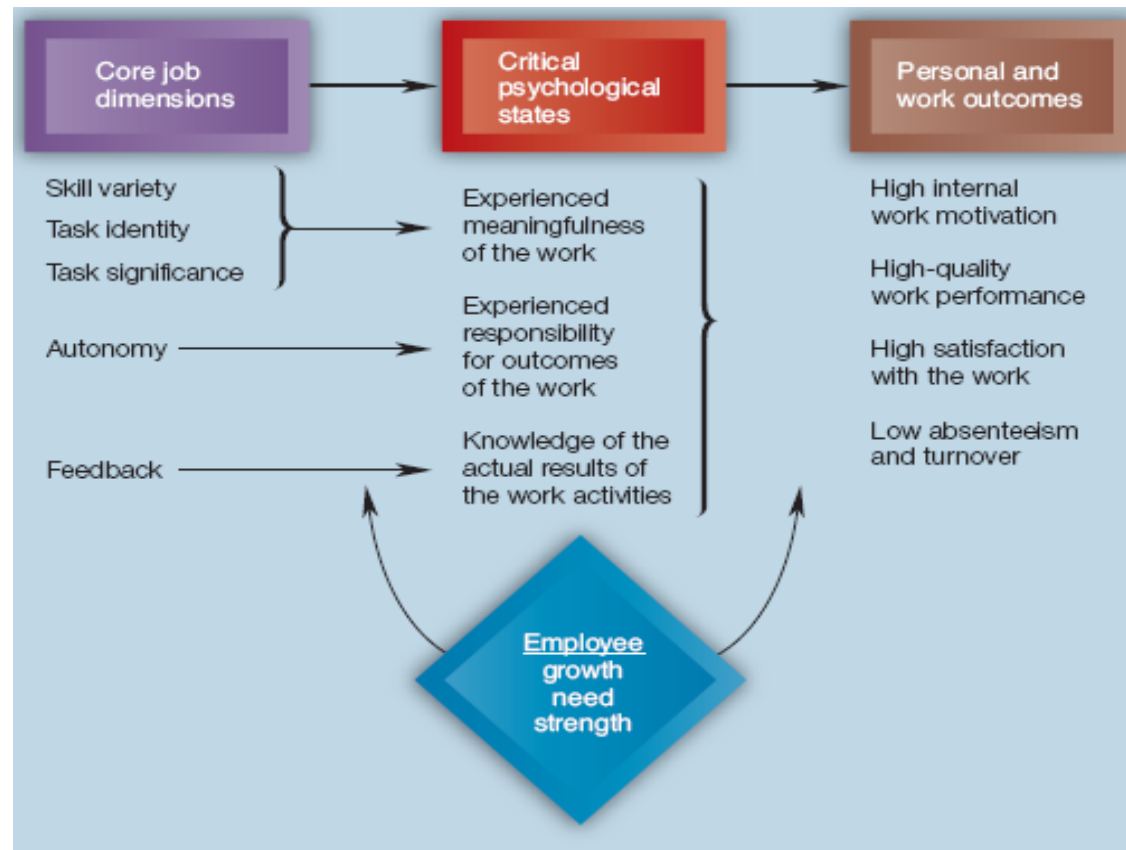 Core job
dimensions
Critical
psychological
states
Personal and
work outcomes
Skill variety
Task identity
Task significance
Autonomy
Feedback
Experienced
meaningfulness
of the work
Experienced
responsibility
for outcomes
of the work
Knowledge of the
actual results of
the work activities
High internal
work motivation
High-quality
work performance
High satisfaction
with the work
Low absenteeism
and turnover
Employee
growth
need
strength